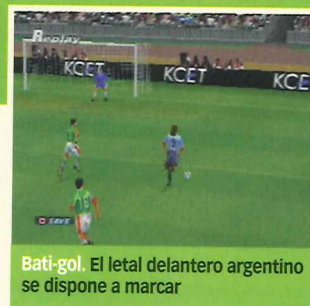 Replay
KCET KCET KCE
SAVE
Bati-gol. El letal delantero argentino
se dispone a marcar